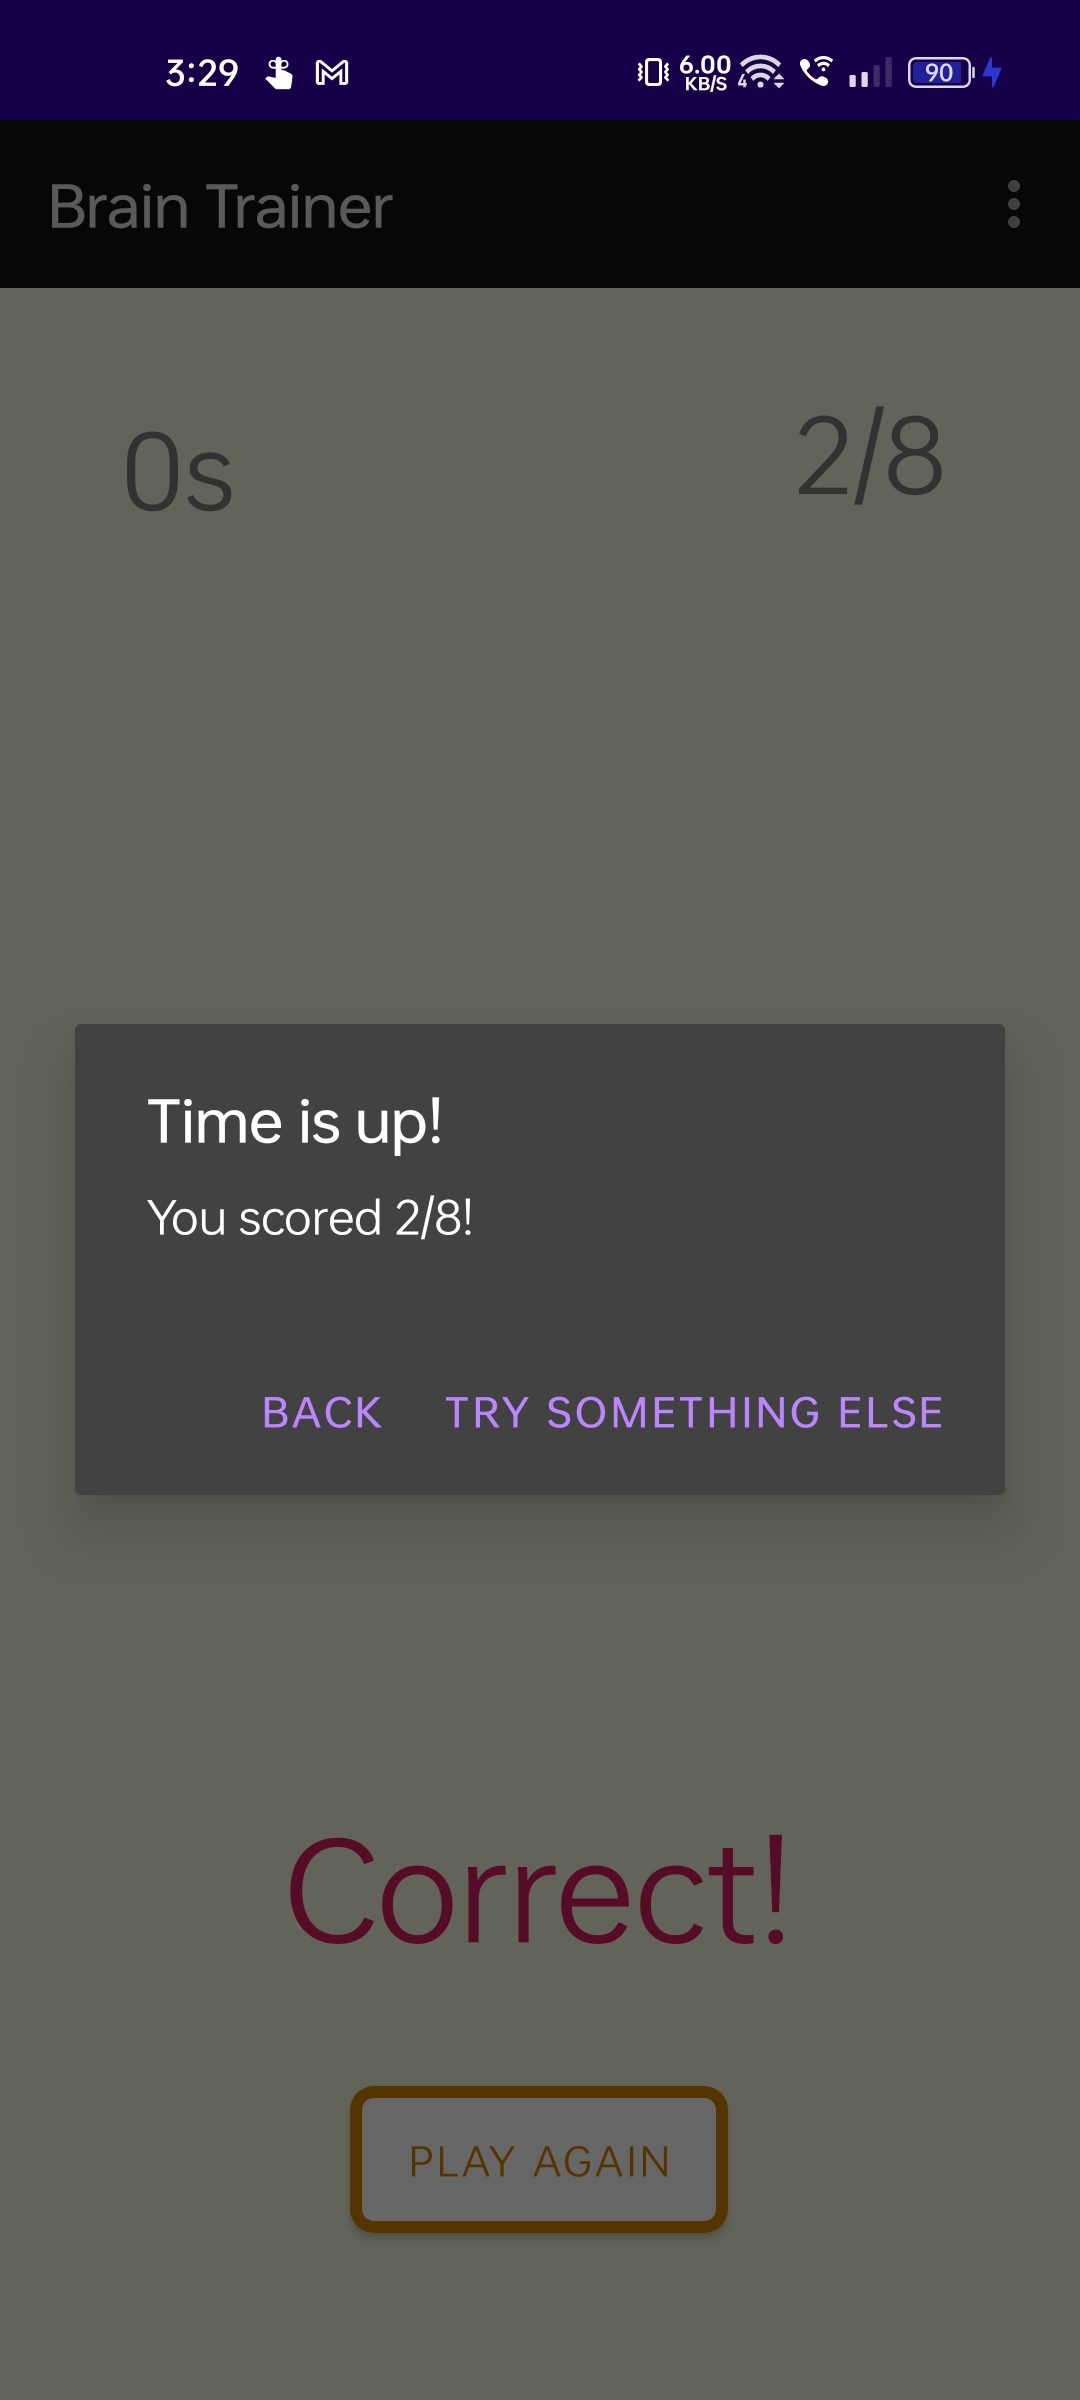 3:29
6.00
KB/S
4
90
Brain Trainer
0s
2/8
Time is up!
You scored 2/8!
BACK
TRY SOMETHING ELSE
Correct!
PLAY AGAIN